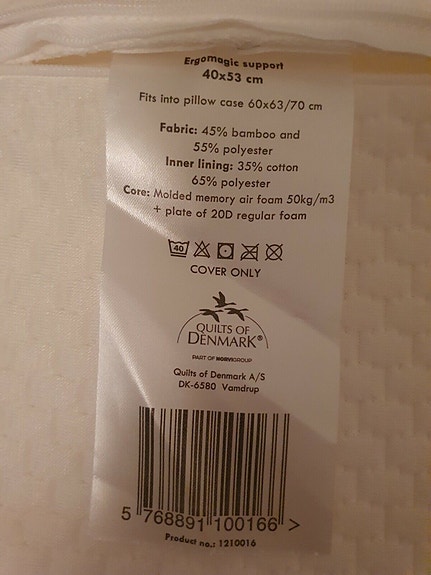 Ergomagic support
40x53 cm
Fits into pillow case 60x63/70 cm
Fabric: 45% bamboo and
55% polyester
Inner lining: 35% cotton
65% polyester
Core: Molded memory air foam 50kg/m3
+ plate of 20D regular foam
40
COVER ONLY
QUILTS OF
DENMARK®
PART OF NORVIGROUP
Quilts of Denmark A/S
DK-6580 Vamdrup
5 768891 100166 >
Product no.: 1210016